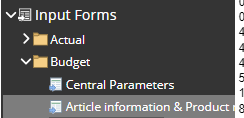 Input Forms
Actual
Budget
Central Parameters
Article information & Product